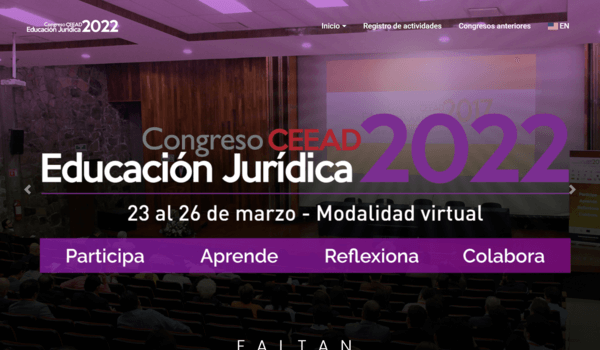 Congreso CEEAD
Educación Jurídica 2022
Inicio
Registro de actividades
Congresos anteriores
EN
2017
Congreso CEEAD
Educación Jurídica 2022
23 al 26 de marzo - Modalidad virtual
Participa Aprende Reflexiona Colabora
FALTAN